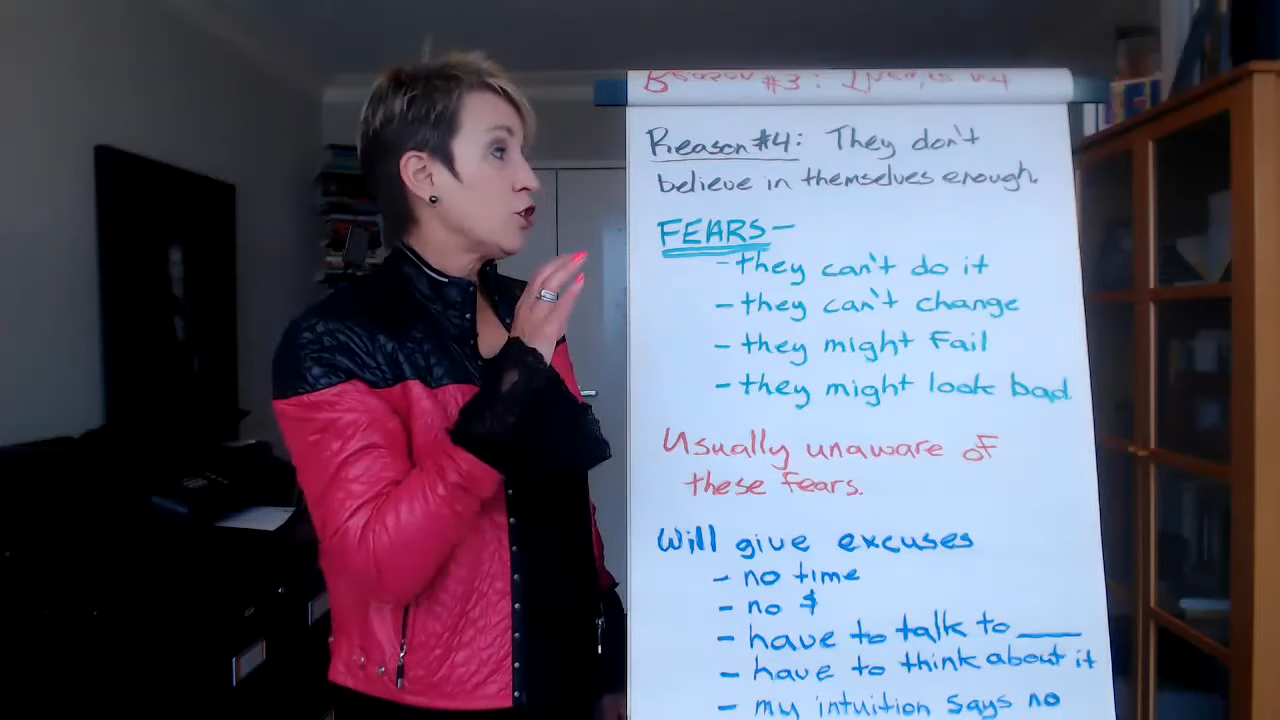 Reason #3:
Reason #4: They don't
believe in themselves enough.
FEARS -
- they can't do it
- they can't change
- they might Fail
- they might look bad.
Usually unaware of
these Fears.
Will give excuses
- no time
- no $
- have to talk to ____
- have to think about it
- my intuition says no